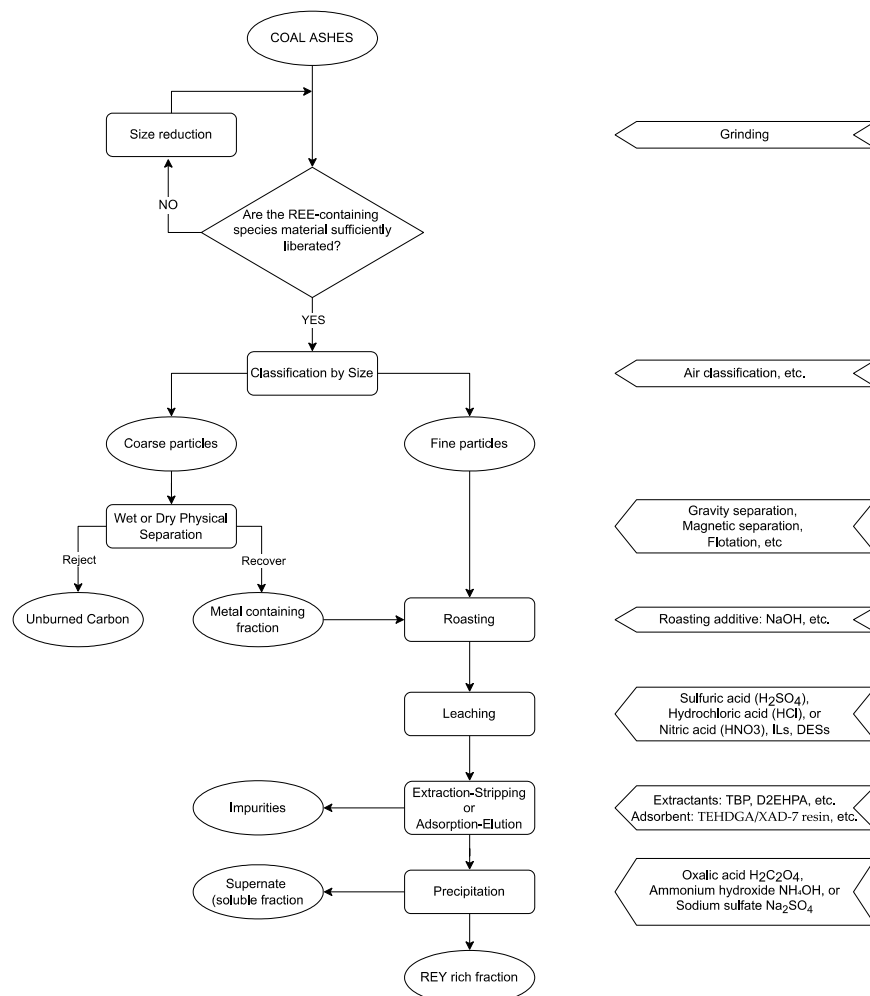 COAL ASHES
Size reduction
Grinding
NO
Are the REE-containing
species material sufficiently
liberated?
YES
Classification by Size
Air classification, etc.
Coarse particles
Fine particles
Wet or Dry Physical
Separation
Gravity separation,
Magnetic separation,
Flotation, etc
Reject
Recover
Unburned Carbon
Metal containing
fraction
Roasting
Roasting additive: NaOH, etc.
Leaching
Sulfuric acid (H₂SO₄),
Hydrochloric acid (HCl), or
Nitric acid (HNO3), ILs, DESs
Impurities
Extraction-Stripping
or
Adsorption-Elution
Extractants: TBP, D2EHPA, etc.
Adsorbent: TEHDGA/XAD-7 resin, etc.
Supernate
(soluble fraction
Precipitation
Oxalic acid H2C2O4,
Ammonium hydroxide NH₄OH, or
Sodium sulfate Na₂SO₄
REY rich fraction